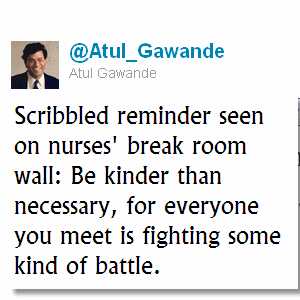 @Atul_Gawande
Atul Gawande
Scribbled reminder seen
on nurses' break room
wall: Be kinder than
necessary, for everyone
you meet is fighting some
kind of battle.